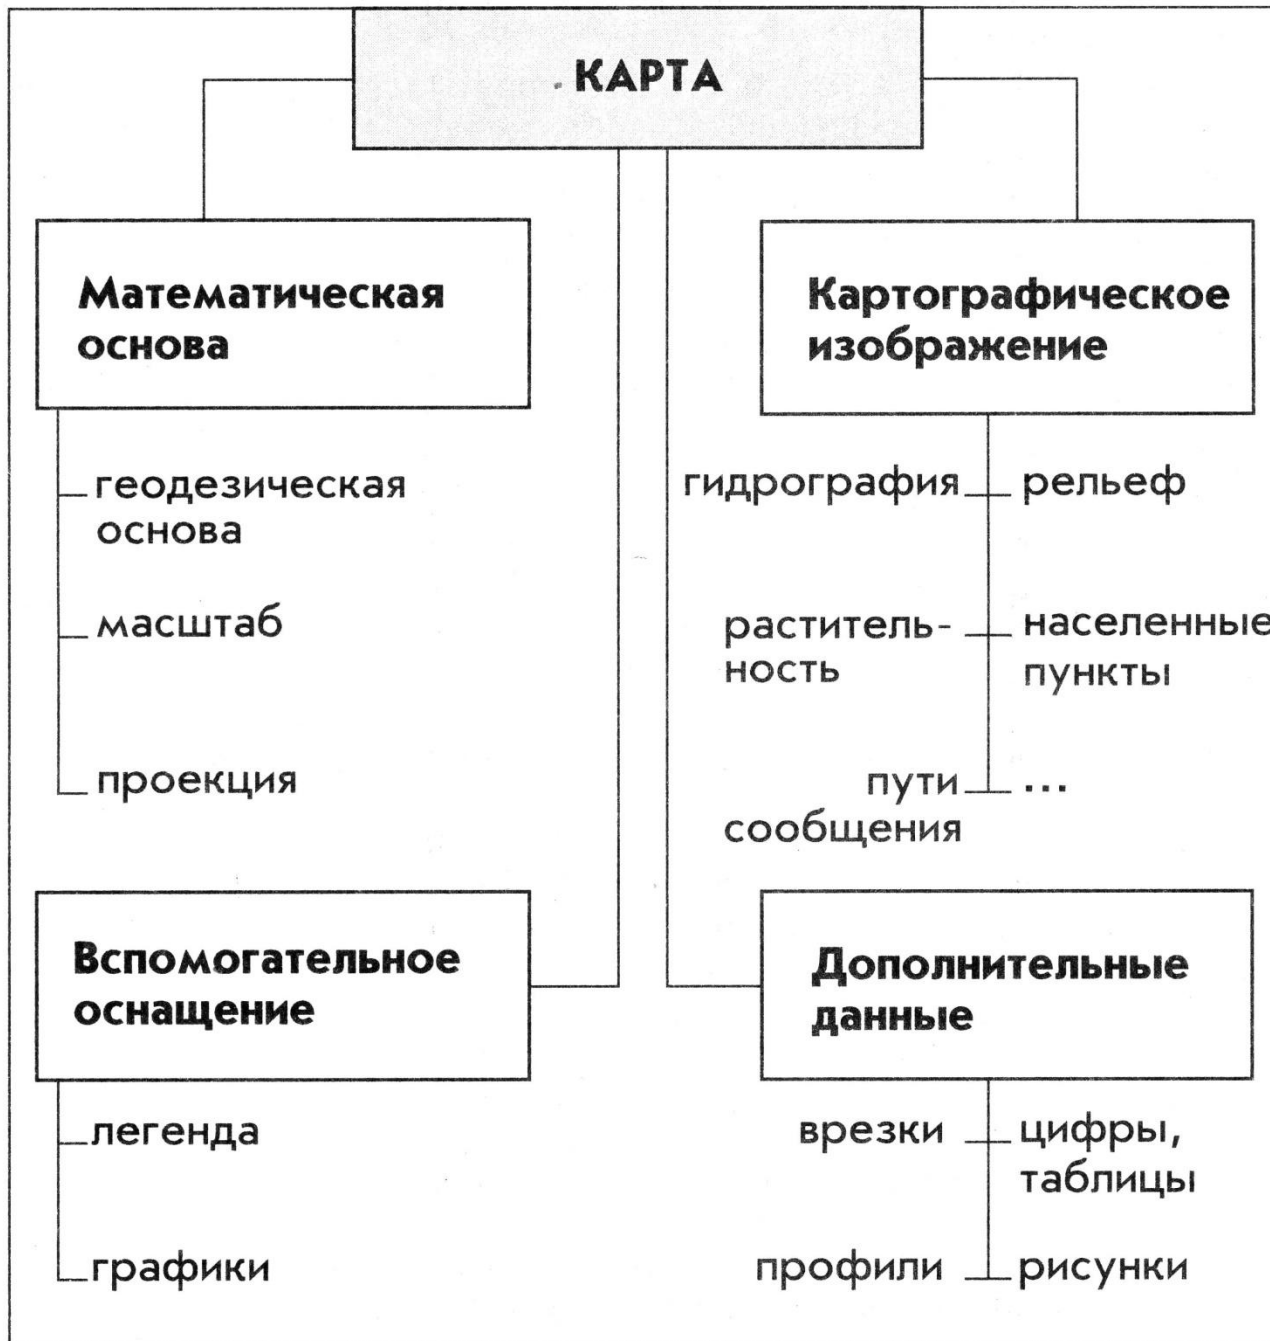 КАРТА
Математическая
основа
геодезическая
основа
масштаб
проекция
Картографическое
изображение
гидрография
рельеф
раститель-
ность
населенные
пункты
пути
сообщения
...
Вспомогательное
оснащение
легенда
графики
Дополнительные
данные
врезки
цифры,
таблицы
профили
рисунки